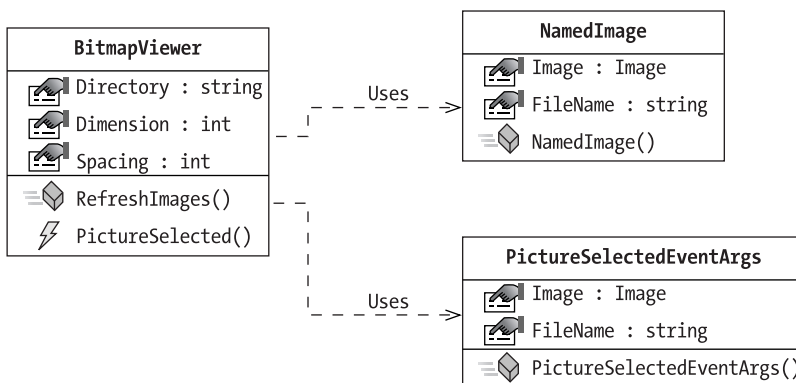 BitmapViewer
Directory : string
Dimension : int
Spacing : int
RefreshImages()
PictureSelected()
Uses
NamedImage
Image : Image
FileName : string
NamedImage()
Uses
PictureSelectedEventArgs
Image : Image
FileName : string
PictureSelectedEventArgs()